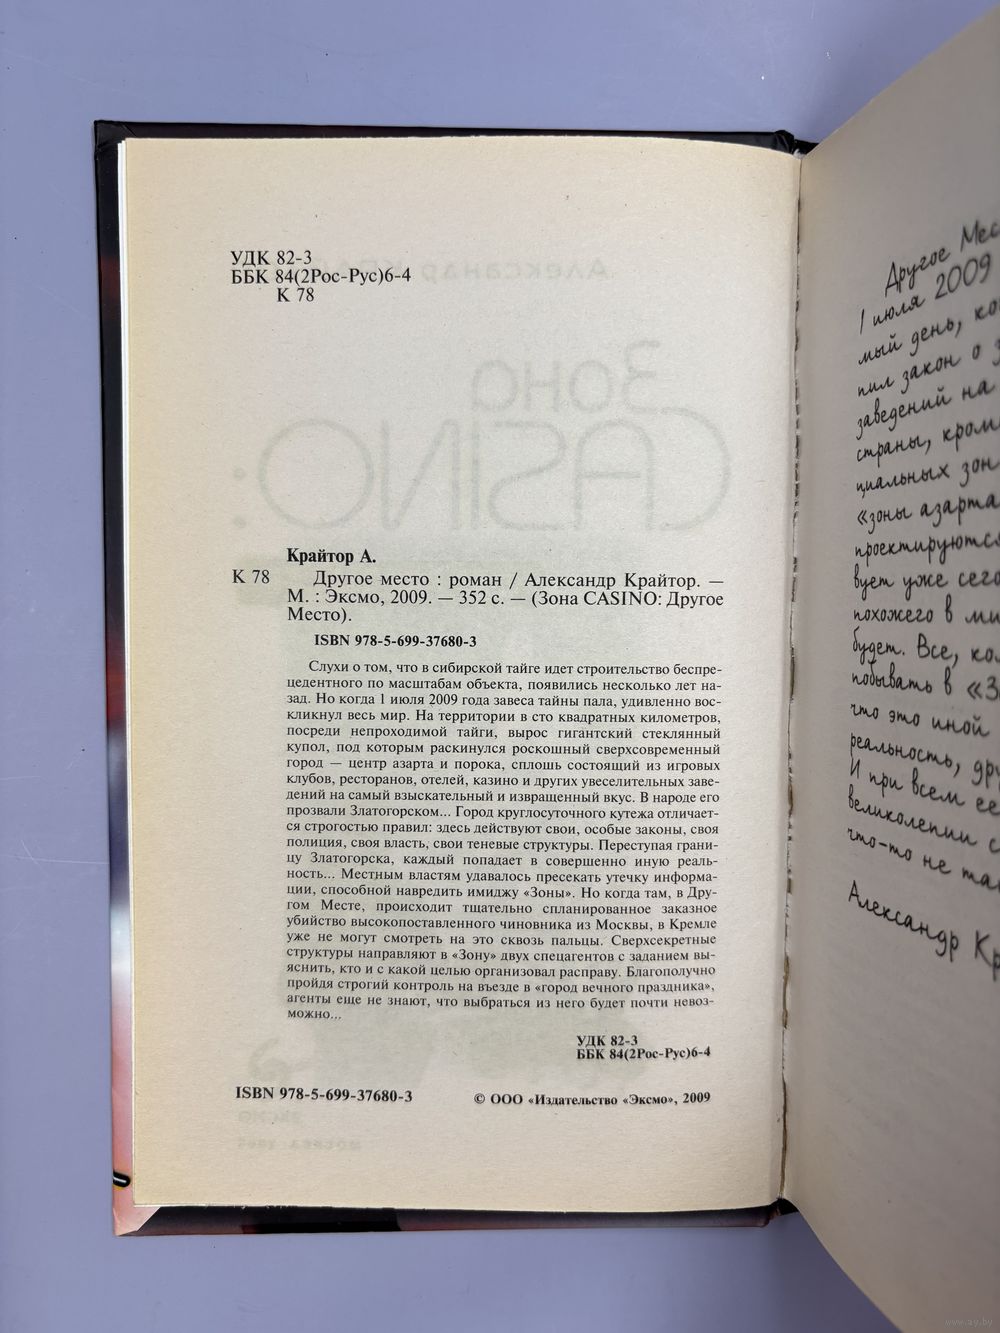 УДК 82-3
ББК 84(2Рос-Рус)6-4
К 78
Крайтор А.
К 78 Другое место : роман / Александр Крайтор. —
М. : Эксмо, 2009. — 352 с. — (Зона CASINO: Другое
Место).
ISBN 978-5-699-37680-3
Слухи о том, что в сибирской тайге идет строительство беспре-
цедентного по масштабам объекта, появились несколько лет на-
зад. Но когда 1 июля 2009 года завеса тайны пала, удивленно вос-
кликнул весь мир. На территории в сто квадратных километров,
посреди непроходимой тайги, вырос гигантский стеклянный
купол, под которым раскинулся роскошный сверхсовременный
город — центр азарта и порока, сплошь состоящий из игровых
клубов, ресторанов, отелей, казино и других увеселительных заве-
дений на самый взыскательный и извращенный вкус. В народе его
прозвали Златогорском... Город круглосуточного кутежа отличает-
ся строгостью правил: здесь действуют свои, особые законы, своя
полиция, своя власть, свои теневые структуры. Переступая грани-
цу Златогорска, каждый попадает в совершенно иную реаль-
ность... Местным властям удавалось пресекать утечку информа-
ции, способной навредить имиджу «Зоны». Но когда там, в Дру-
гом Месте, происходит тщательно спланированное заказное
убийство высокопоставленного чиновника из Москвы, в Кремле
уже не могут смотреть на это сквозь пальцы. Сверхсекретные
структуры направляют в «Зону» двух спецагентов с заданием вы-
яснить, кто и с какой целью организовал расправу. Благополучно
пройдя строгий контроль на въезде в «город вечного праздника»,
агенты еще не знают, что выбраться из него будет почти невоз-
можно...
УДК 82-3
ББК 84(2Рос-Рус)6-4
ISBN 978-5-699-37680-3 © ООО «Издательство «Эксмо», 2009
Другое Мес
1 июля 2009
мый день, ко
пил закон о з
заведений на
страны, кром
циальных зон
«зоны азарта
проектируются
вует уже сего
похожего в ми
будет. Все, ко
побывать в «З
что это иной
реальность, дру
И при всем ее
великолепии с
что-то не так
Александр Кр
www.ay.by